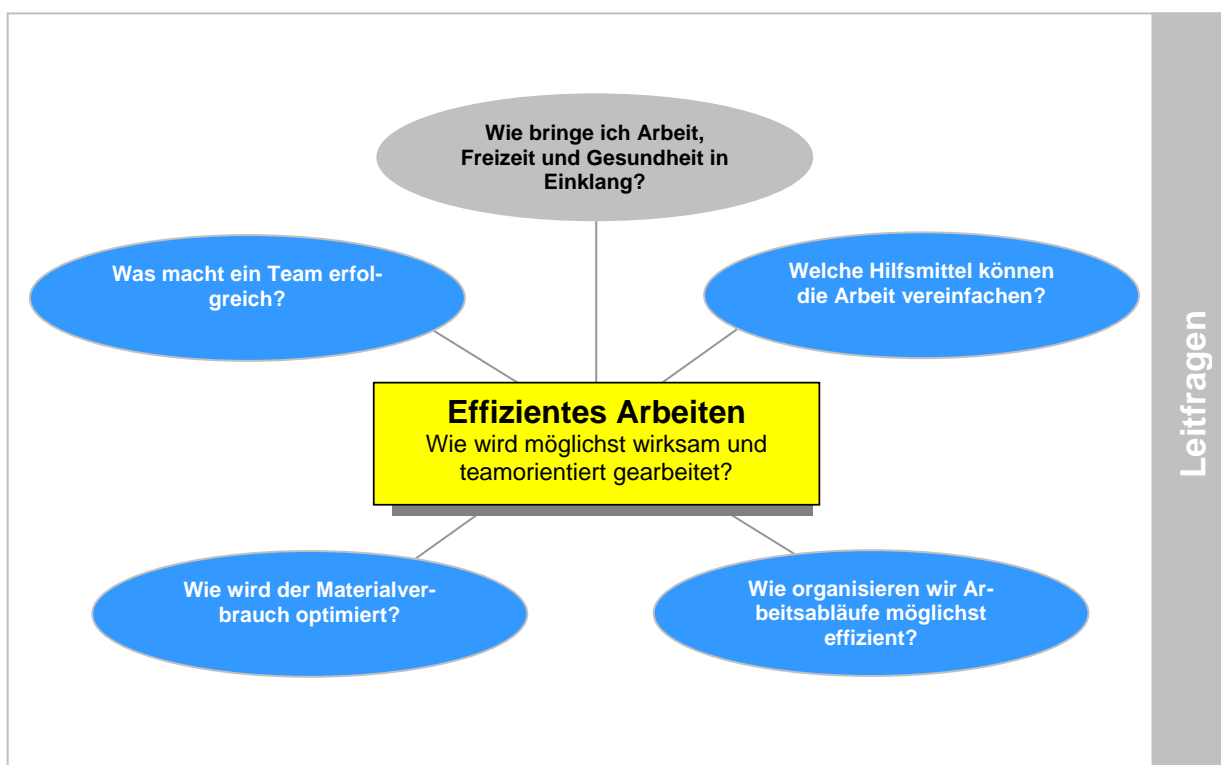 Wie bringe ich Arbeit,
Freizeit und Gesundheit in
Einklang?
Was macht ein Team erfol-
greich?
Welche Hilfsmittel können
die Arbeit vereinfachen?
Effizientes Arbeiten
Wie wird möglichst wirksam und
teamorientiert gearbeitet?
Wie wird der Materialver-
brauch optimiert?
Wie organisieren wir Ar-
beitsabläufe möglichst
effizient?
Leitfragen